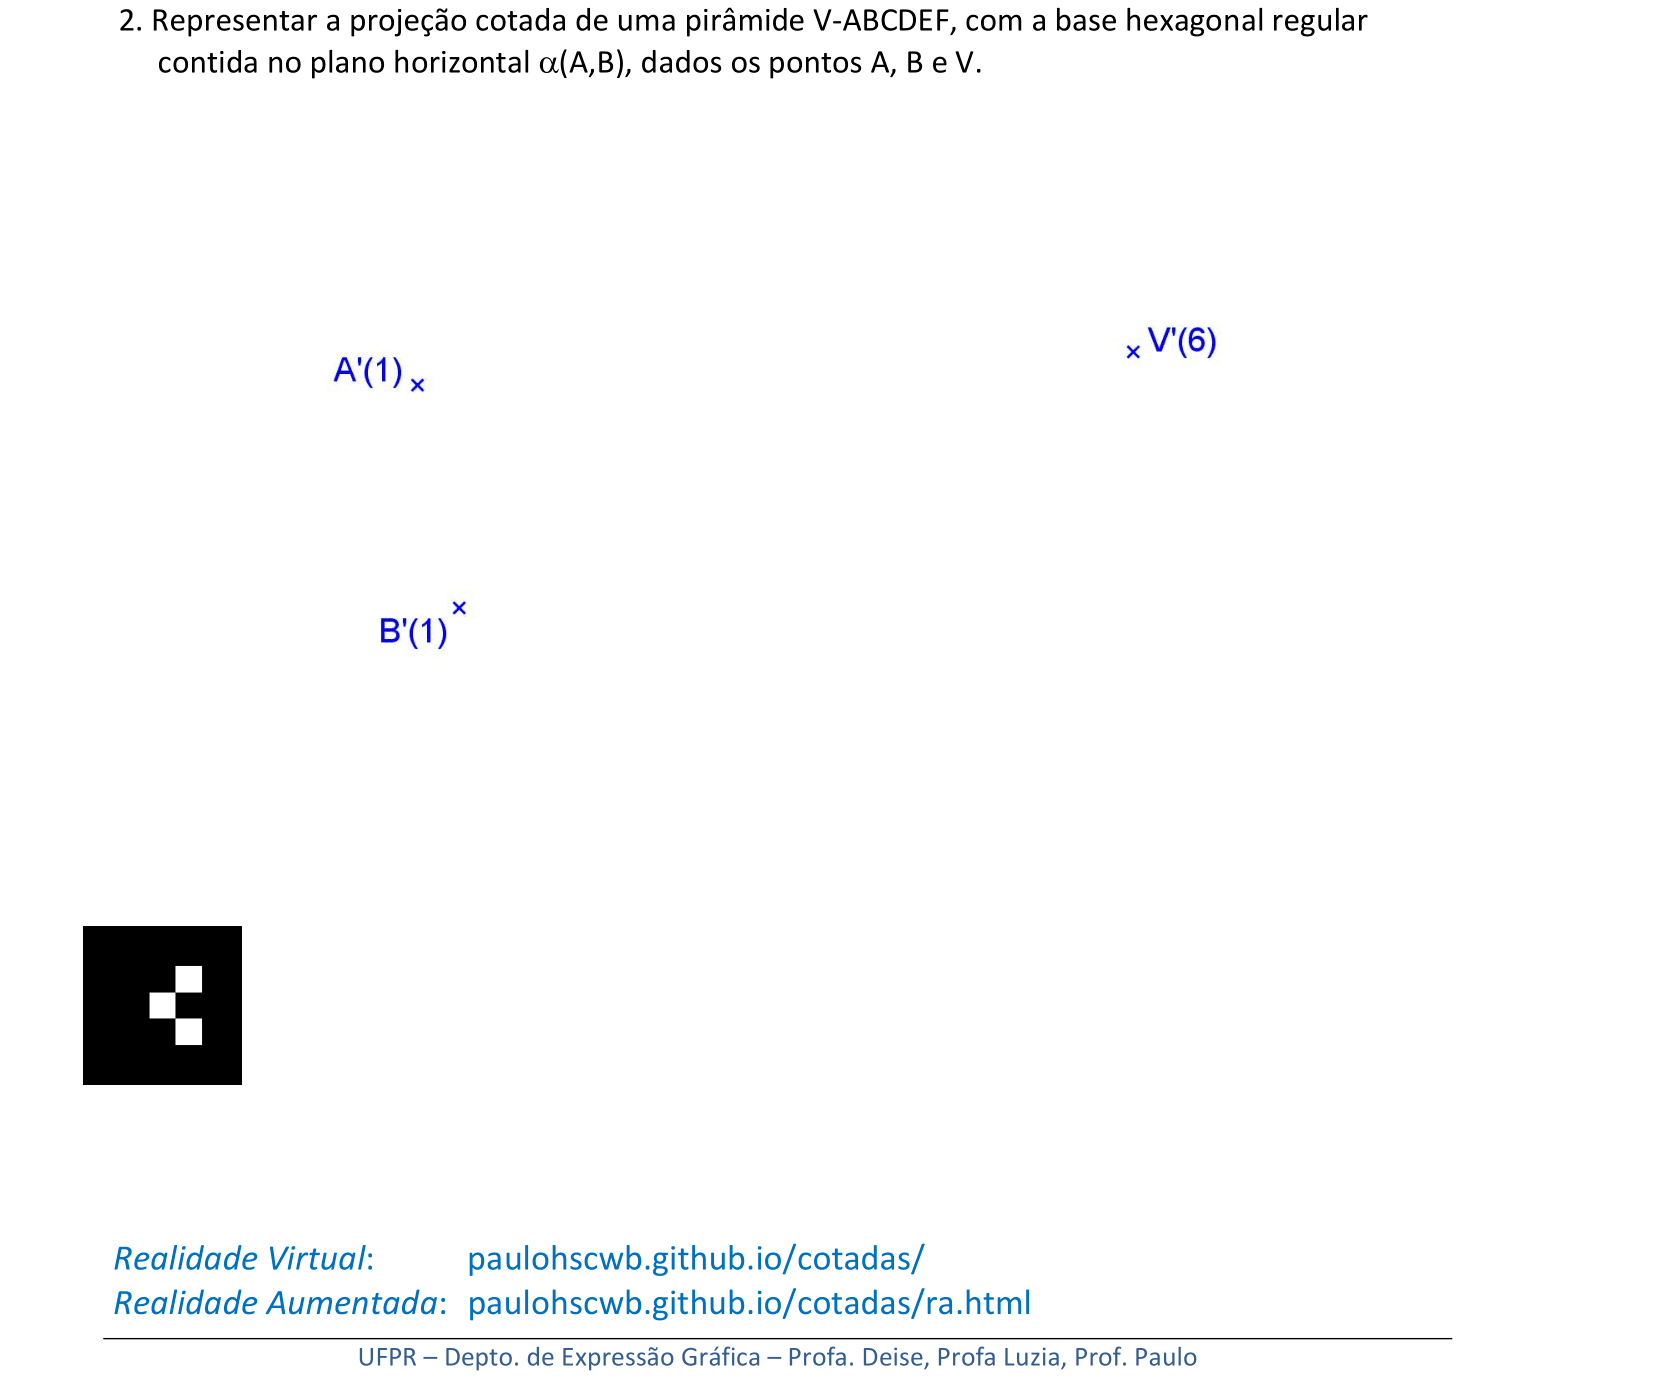 2. Representar a projeção cotada de uma pirâmide V-ABCDEF, com a base hexagonal regular
contida no plano horizontal α(A,B), dados os pontos A, B e V.
V'(6)
A'(1)
B'(1)
Realidade Virtual: paulohscwb.github.io/cotadas/
Realidade Aumentada: paulohscwb.github.io/cotadas/ra.html
UFPR – Depto. de Expressão Gráfica – Profa. Deise, Profa Luzia, Prof. Paulo